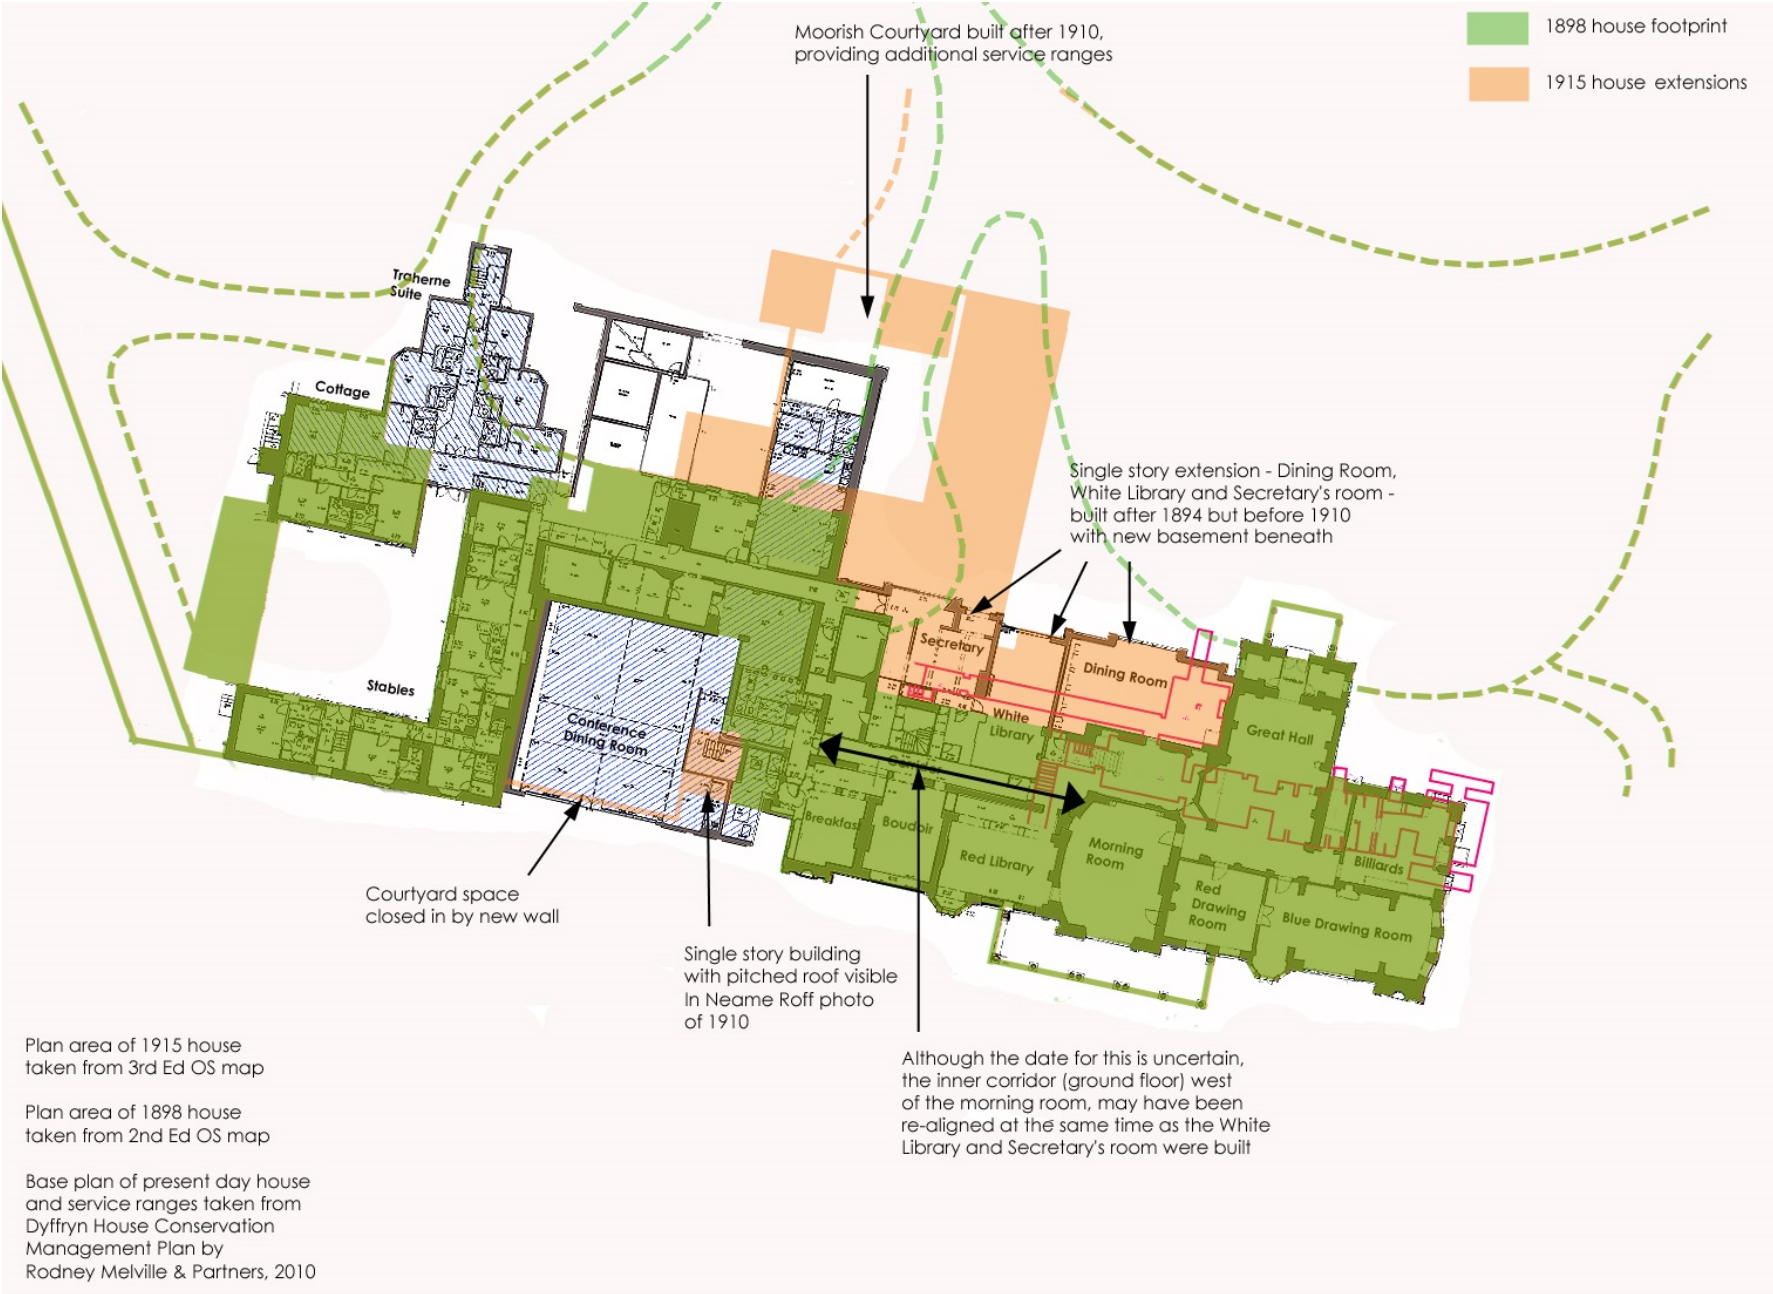 Moorish Courtyard built after 1910,
providing additional service ranges
1898 house footprint
1915 house extensions
Traherne
Suite
Cottage
Single story extension - Dining Room,
White Library and Secretary's room -
built after 1894 but before 1910
with new basement beneath
Secretary
Dining Room
Stables
White
Library
Great Hall
Conference
Dining Room
Breakfast
Boudoir
Red Library
Morning
Room
Billiards
Red
Drawing
Room
Blue Drawing Room
Courtyard space
closed in by new wall
Single story building
with pitched roof visible
In Neame Roff photo
of 1910
Although the date for this is uncertain,
the inner corridor (ground floor) west
of the morning room, may have been
re-aligned at the same time as the White
Library and Secretary's room were built
Plan area of 1915 house
taken from 3rd Ed OS map
Plan area of 1898 house
taken from 2nd Ed OS map
Base plan of present day house
and service ranges taken from
Dyffryn House Conservation
Management Plan by
Rodney Melville & Partners, 2010